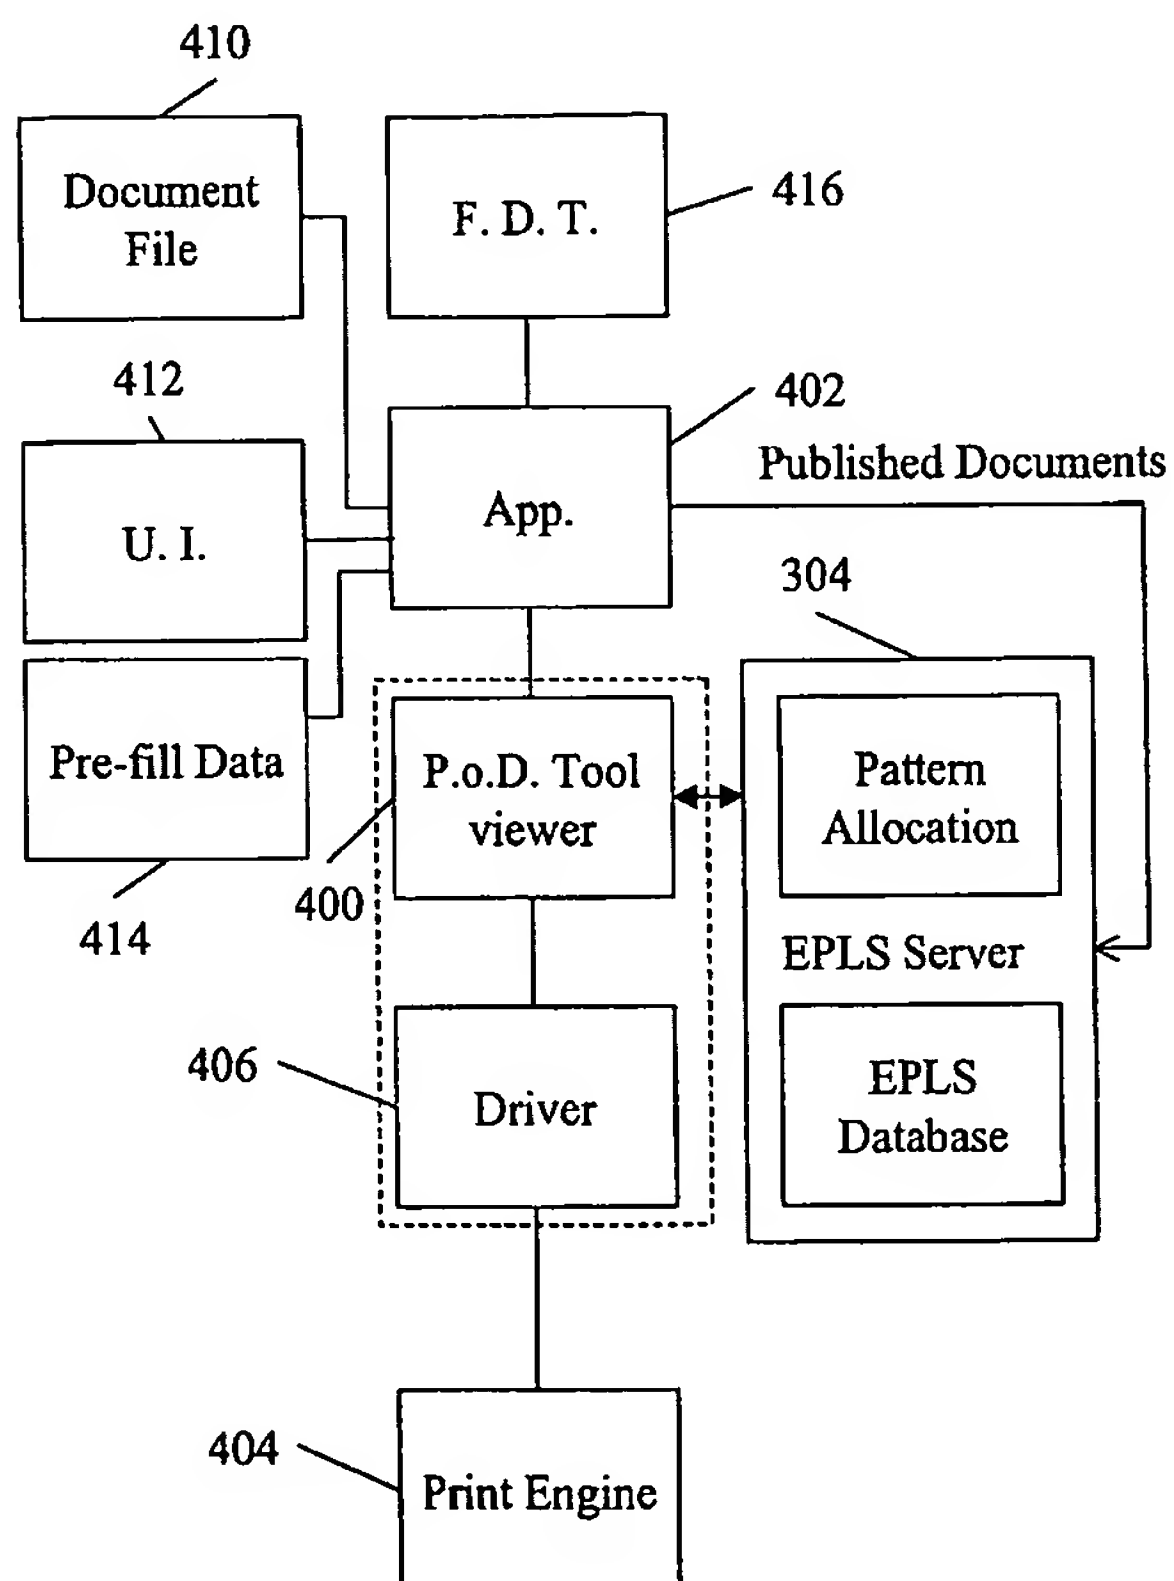 410
Document
File
F. D. T.
416
412
U. I.
402
App.
Published Documents
304
Pre-fill Data
414
P.o.D. Tool
viewer
400
Pattern
Allocation
EPLS Server
406
Driver
EPLS
Database
404
Print Engine